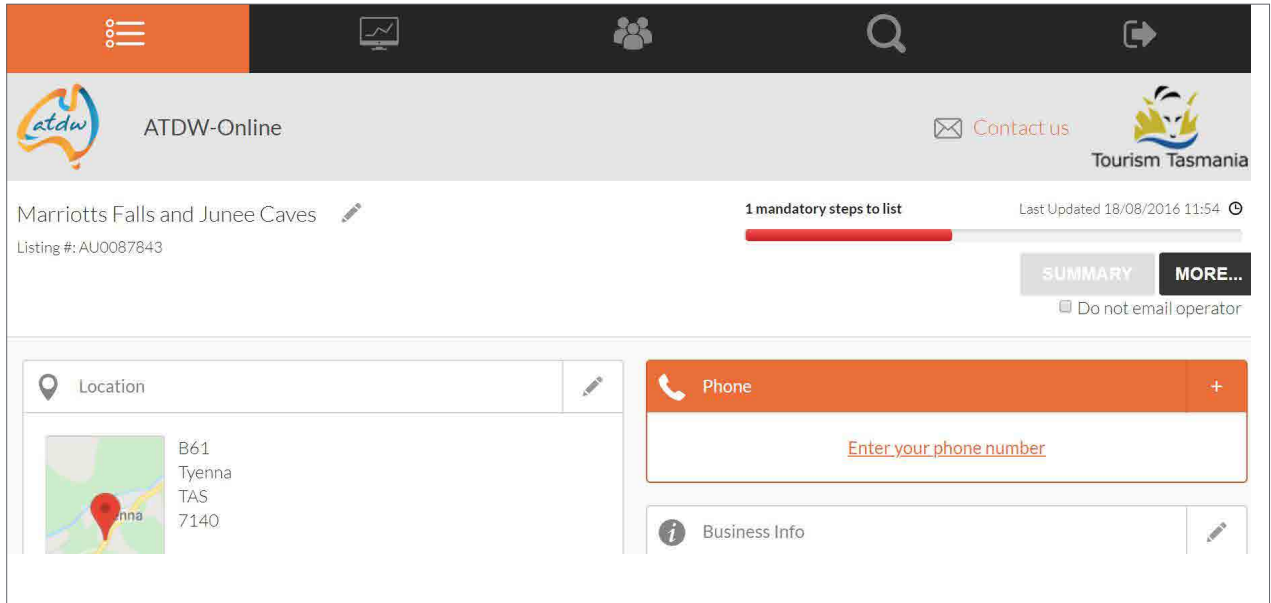 atdw
ATDW-Online
Contact us
Tourism Tasmania
Marriotts Falls and Junee Caves
1 mandatory steps to list
Last Updated 18/08/2016 11:54
Listing #: AU0087843
SUMMARY
MORE...
Do not email operator
Location
Phone
+
B61
Tyenna
TAS
7140
Enter your phone number
nna
Business Info